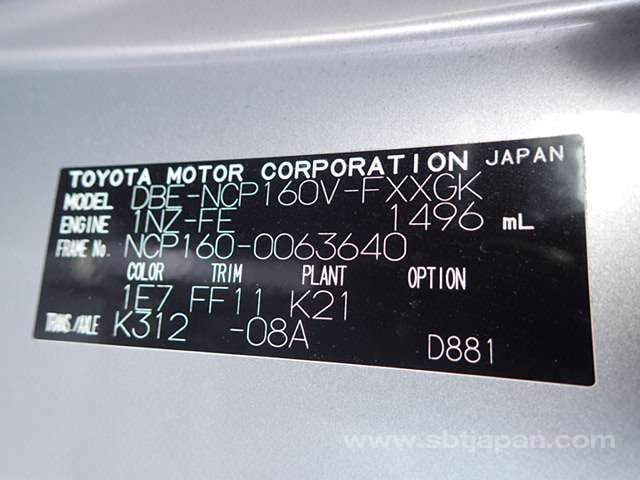 TOYOTA MOTOR CORPORATION JAPAN
MODEL DBE-NCP160V-FXXGK
ENGINE 1NZ-FE 1496 mL
FRAME No. NCP160-0063640
COLOR TRIM PLANT OPTION
1E7 FF11 K21
TRANS./AXLE K312 -08A D881
www.sbtjapan.com